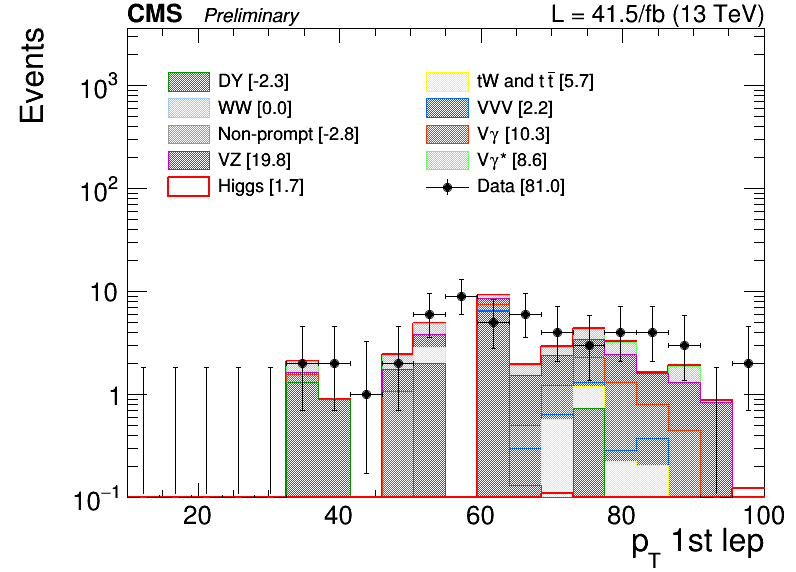 CMS Preliminary L = 41.5/fb (13 TeV)
Events
DY [-2.3]
WW [0.0]
Non-prompt [-2.8]
VZ [19.8]
Higgs [1.7]
tW and tt̅ [5.7]
VVV [2.2]
Vγ [10.3]
Vγ* [8.6]
Data [81.0]
10³
10²
10
1
10⁻¹
20 40 60 80 100
p_T 1st lep